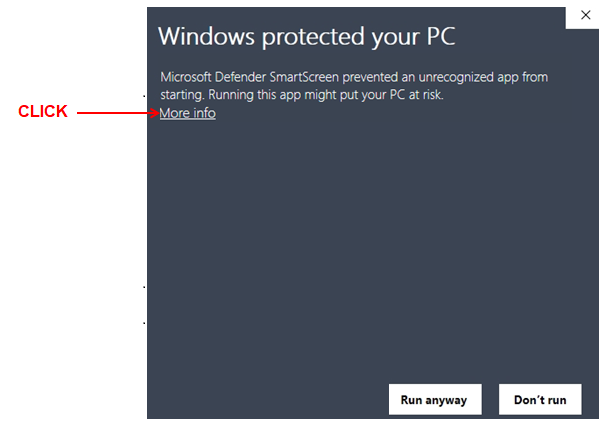 Windows protected your PC
Microsoft Defender SmartScreen prevented an unrecognized app from
starting. Running this app might put your PC at risk.
CLICK
More info
Run anyway
Don't run